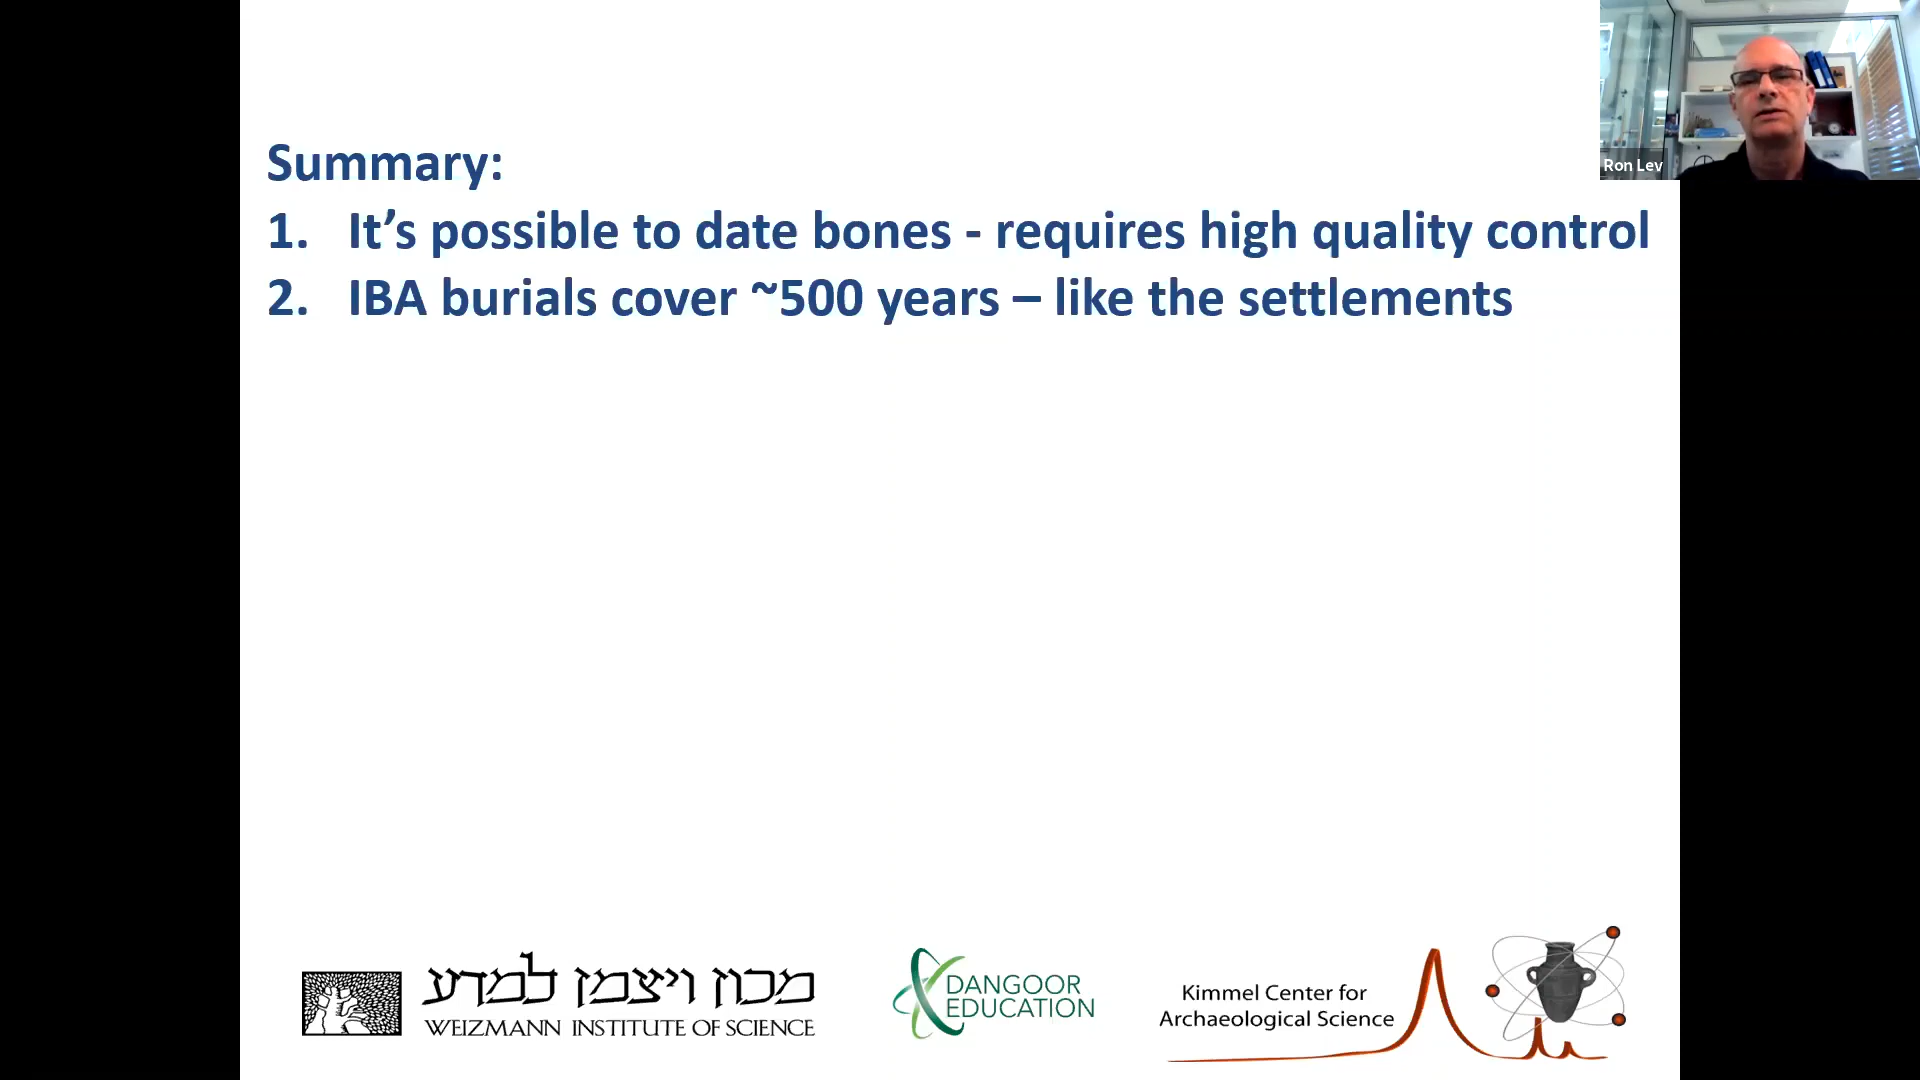 Ron Lev
Summary:
1. It’s possible to date bones - requires high quality control
2. IBA burials cover ~500 years – like the settlements
מכון ויצמן למדע
WEIZMANN INSTITUTE OF SCIENCE
DANGOOR
EDUCATION
Kimmel Center for
Archaeological Science